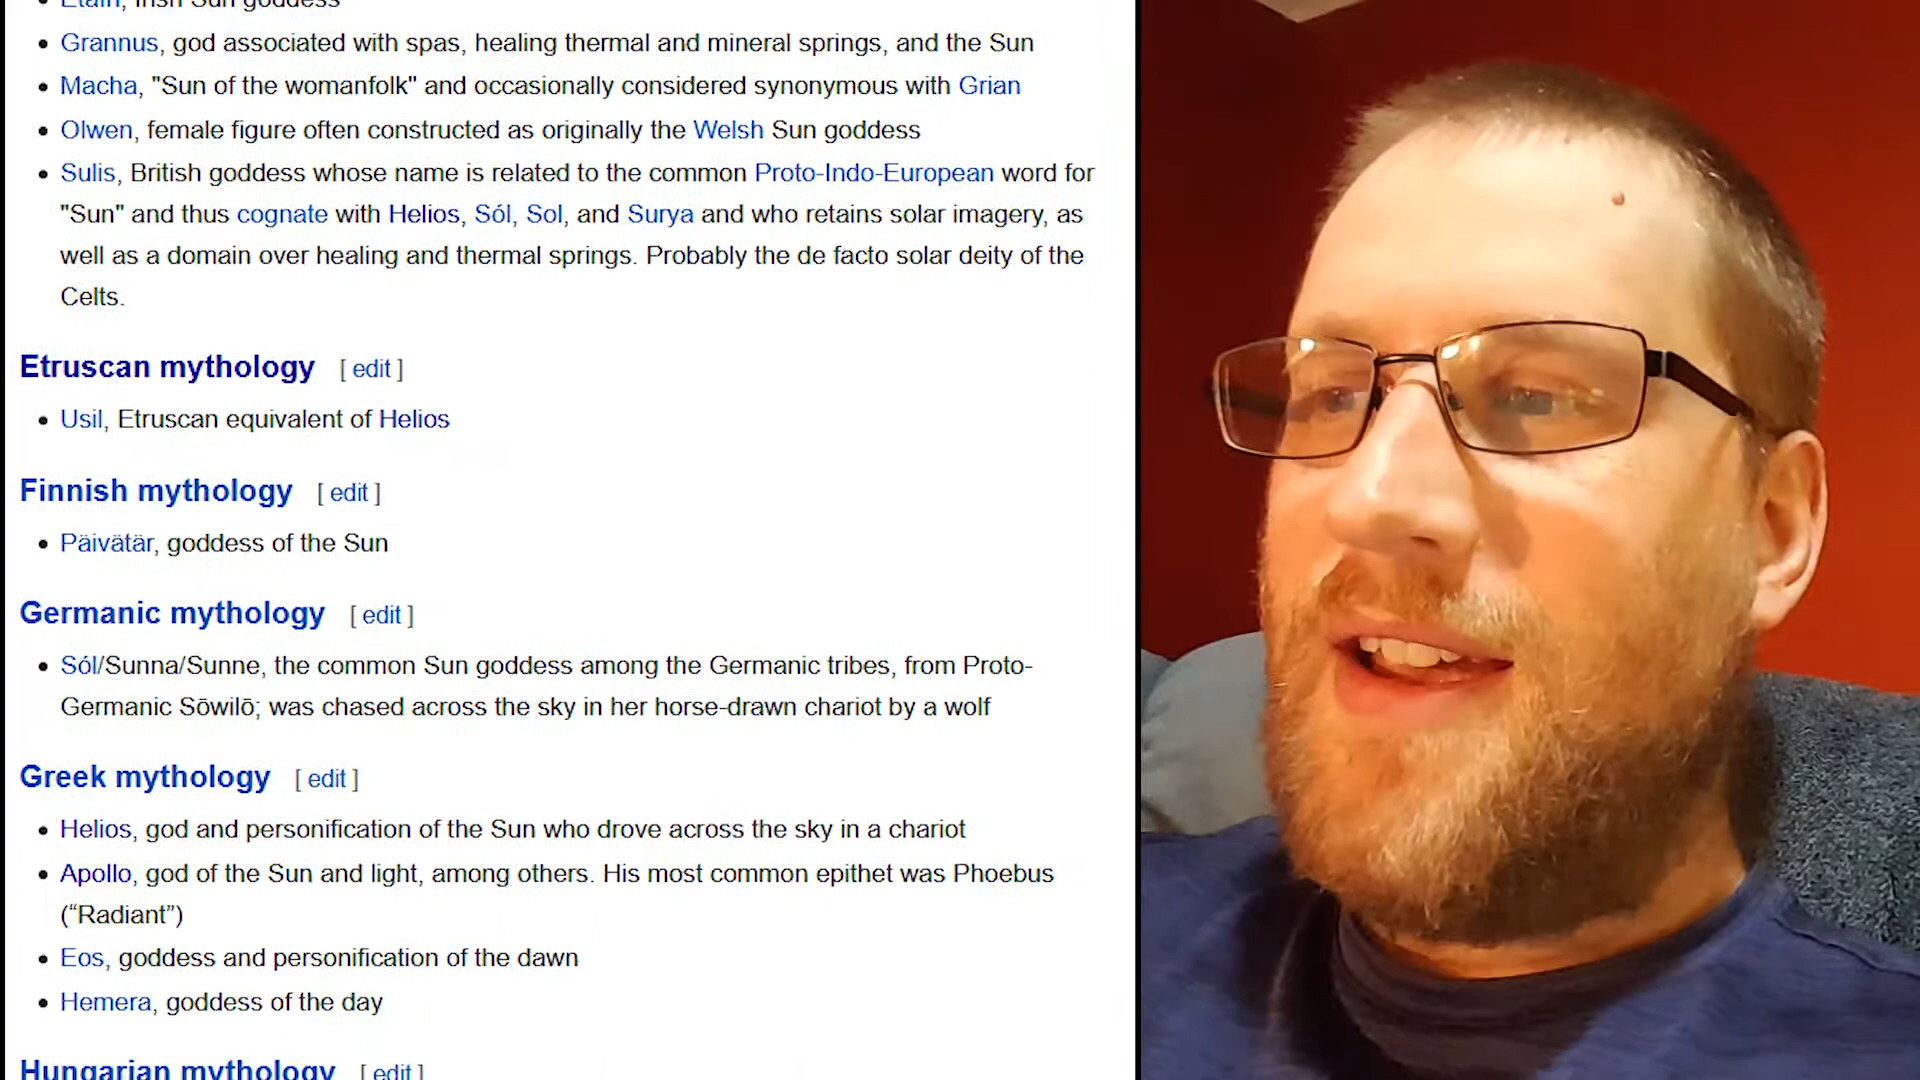 Etain, Irish Sun goddess
Grannus, god associated with spas, healing thermal and mineral springs, and the Sun
Macha, "Sun of the womanfolk" and occasionally considered synonymous with Grian
Olwen, female figure often constructed as originally the Welsh Sun goddess
Sulis, British goddess whose name is related to the common Proto-Indo-European word for
"Sun" and thus cognate with Helios, Sól, Sol, and Surya and who retains solar imagery, as
well as a domain over healing and thermal springs. Probably the de facto solar deity of the
Celts.
Etruscan mythology [ edit ]
Usil, Etruscan equivalent of Helios
Finnish mythology [ edit ]
Päivätär, goddess of the Sun
Germanic mythology [ edit ]
Sól/Sunna/Sunne, the common Sun goddess among the Germanic tribes, from Proto-
Germanic Sōwilō; was chased across the sky in her horse-drawn chariot by a wolf
Greek mythology [ edit ]
Helios, god and personification of the Sun who drove across the sky in a chariot
Apollo, god of the Sun and light, among others. His most common epithet was Phoebus
(“Radiant”)
Eos, goddess and personification of the dawn
Hemera, goddess of the day
Hungarian mythology [ edit ]